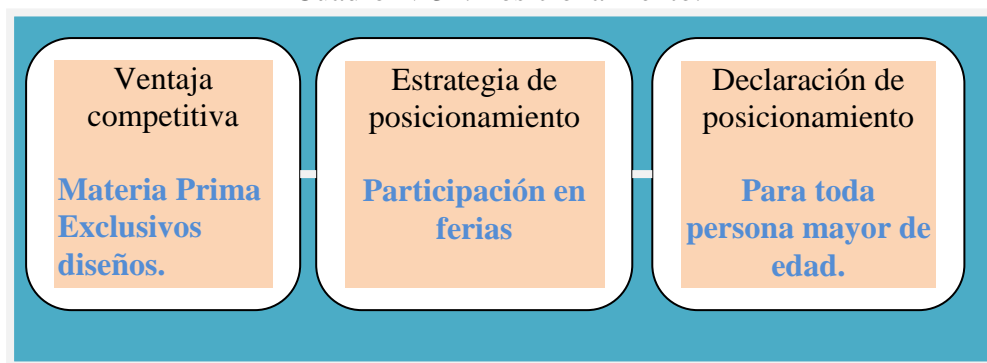 Ventaja
competitiva
Materia Prima
Exclusivos
diseños.
Estrategia de
posicionamiento
Participación en
ferias
Declaración de
posicionamiento
Para toda
persona mayor de
edad.